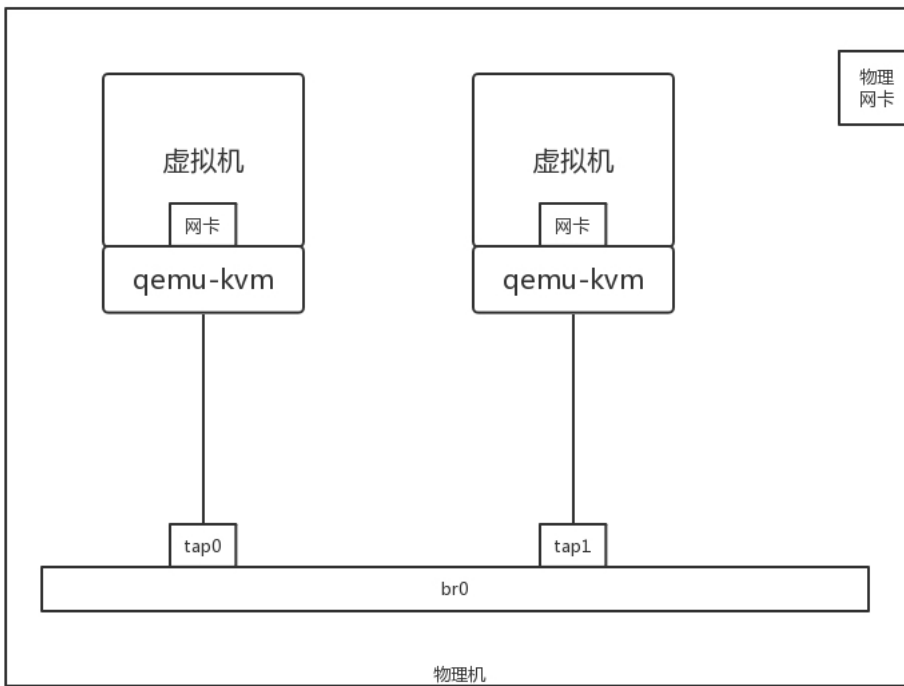 物理
网卡
虚拟机
虚拟机
网卡
网卡
qemu-kvm
qemu-kvm
tap0
tap1
br0
物理机